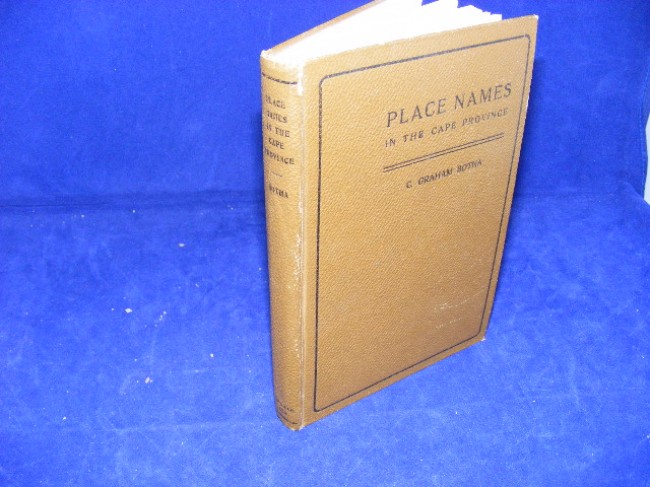 PLACE
NAMES
IN THE
CAPE
PROVINCE
BOTHA
PLACE NAMES
IN THE CAPE PROVINCE
C. GRAHAM BOTHA